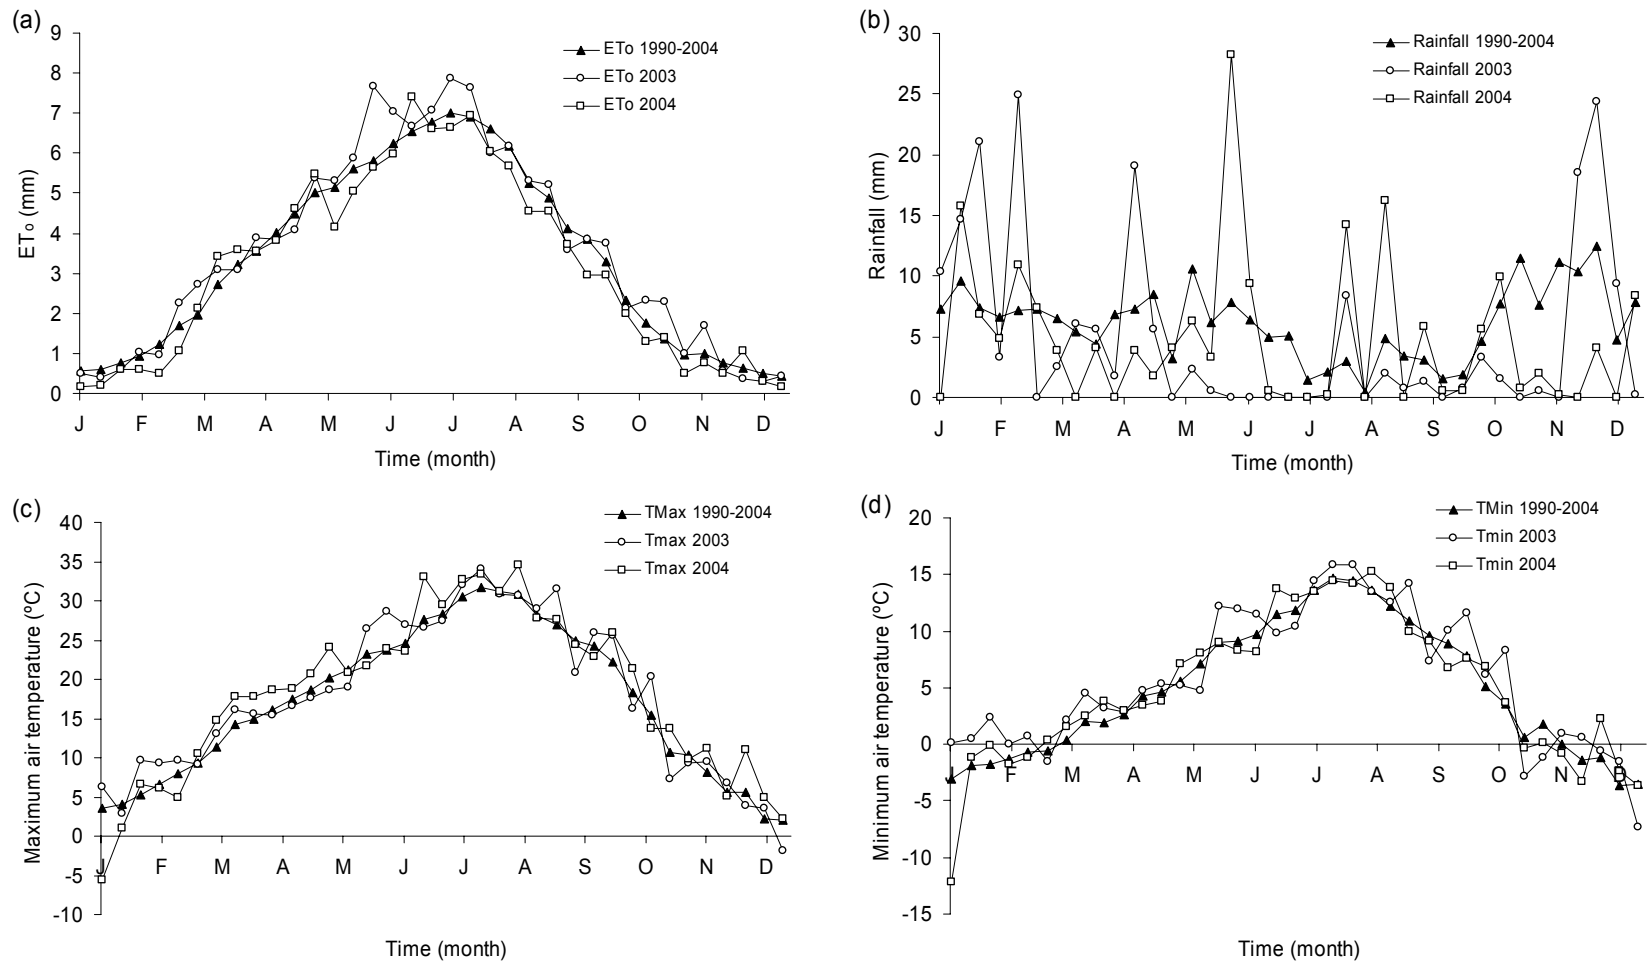 (a)
9
8
7
6
5
4
3
2
1
0
ETo (mm)
ETo 1990-2004
ETo 2003
ETo 2004
J F M A M J J A S O N D
Time (month)
(b)
30
25
20
15
10
5
0
Rainfall (mm)
Rainfall 1990-2004
Rainfall 2003
Rainfall 2004
J F M A M J J A S O N D
Time (month)
(c)
40
35
30
25
20
15
10
5
0
-5
-10
Maximum air temperature (ºC)
TMax 1990-2004
Tmax 2003
Tmax 2004
J F M A M J J A S O N D
Time (month)
(d)
20
15
10
5
0
-5
-10
-15
Minimum air temperature (ºC)
TMin 1990-2004
Tmin 2003
Tmin 2004
J F M A M J J A S O N D
Time (month)